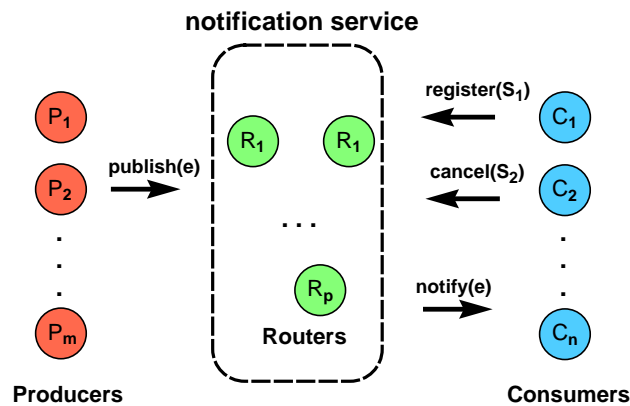 notification service
register(S1)
P1
C1
R1
R1
publish(e)
cancel(S2)
P2
C2
. . .
notify(e)
Rp
Pm
Cn
Routers
Producers
Consumers